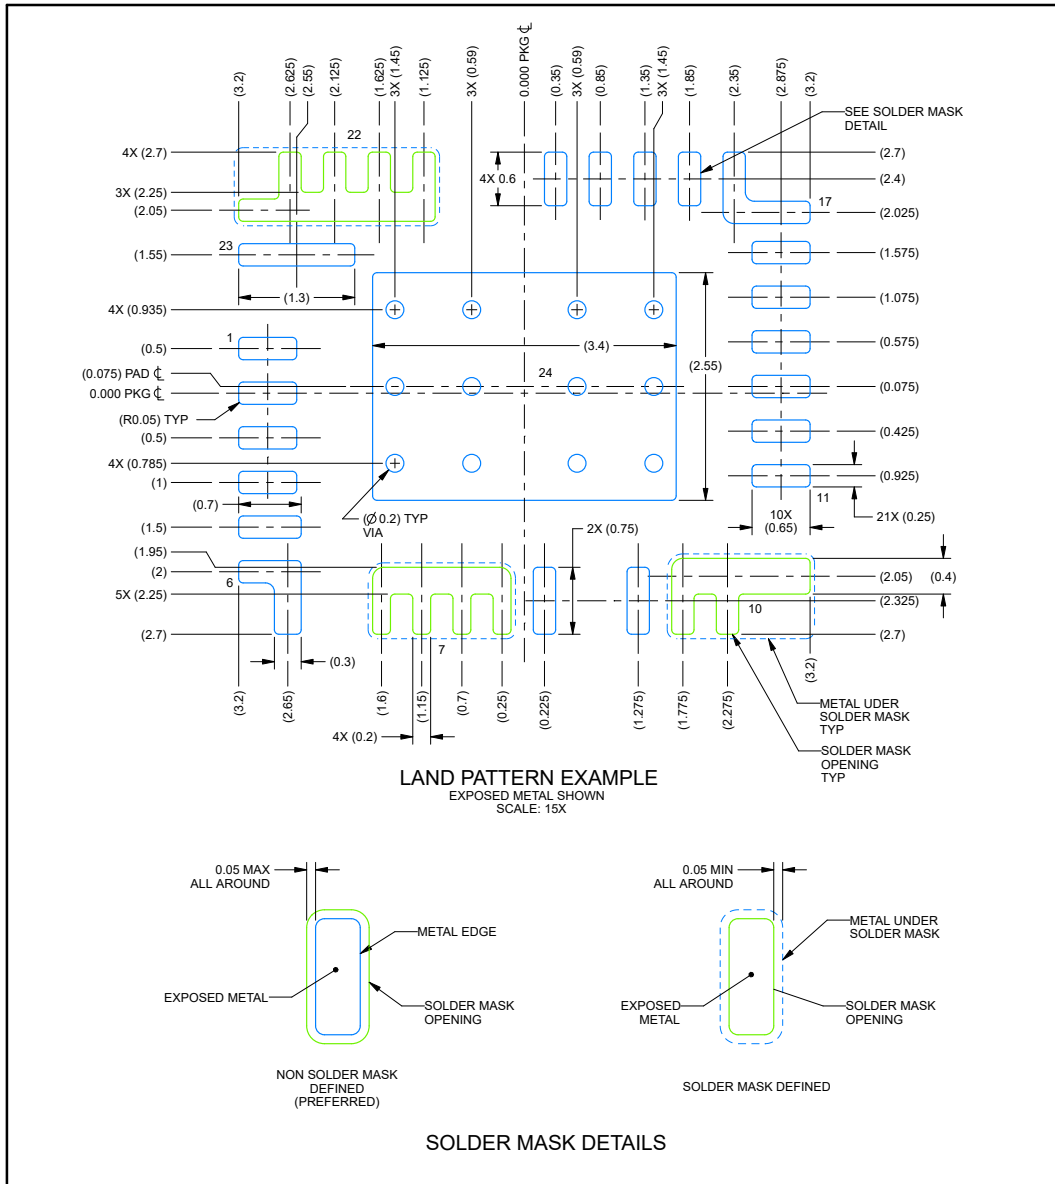 (3.2)
(2.625)
(2.55)
(2.125)
(1.625)
3X (1.45)
(1.125)
3X (0.59)
0.000 PKG ℄
(0.35)
3X (0.59)
(0.85)
(1.35)
3X (1.45)
(1.85)
(2.35)
(2.875)
(3.2)
SEE SOLDER MASK
DETAIL
22
4X (2.7)
3X (2.25)
(2.05)
4X 0.6
(2.7)
(2.4)
17
(2.025)
23
(1.55)
(1.3)
(1.575)
4X (0.935)
(1.075)
1
(0.5)
(3.4)
(2.55)
(0.575)
(0.075) PAD ℄
0.000 PKG ℄
24
(0.075)
(R0.05) TYP
(0.5)
(0.425)
4X (0.785)
(1)
(0.925)
(0.7)
(Ø 0.2) TYP
VIA
10X
(0.65)
11
21X (0.25)
(1.5)
2X (0.75)
(1.95)
(2)
6
5X (2.25)
(2.7)
(2.05)
(0.4)
(2.325)
10
(2.7)
7
(0.3)
(3.2)
(2.65)
(1.6)
(1.15)
(0.7)
(0.25)
(0.225)
(1.275)
(1.775)
(2.275)
(3.2)
4X (0.2)
METAL UDER
SOLDER MASK
TYP
SOLDER MASK
OPENING
TYP
LAND PATTERN EXAMPLE
EXPOSED METAL SHOWN
SCALE: 15X
0.05 MAX
ALL AROUND
METAL EDGE
EXPOSED METAL
SOLDER MASK
OPENING
NON SOLDER MASK
DEFINED
(PREFERRED)
0.05 MIN
ALL AROUND
METAL UNDER
SOLDER MASK
EXPOSED
METAL
SOLDER MASK
OPENING
SOLDER MASK DEFINED
SOLDER MASK DETAILS